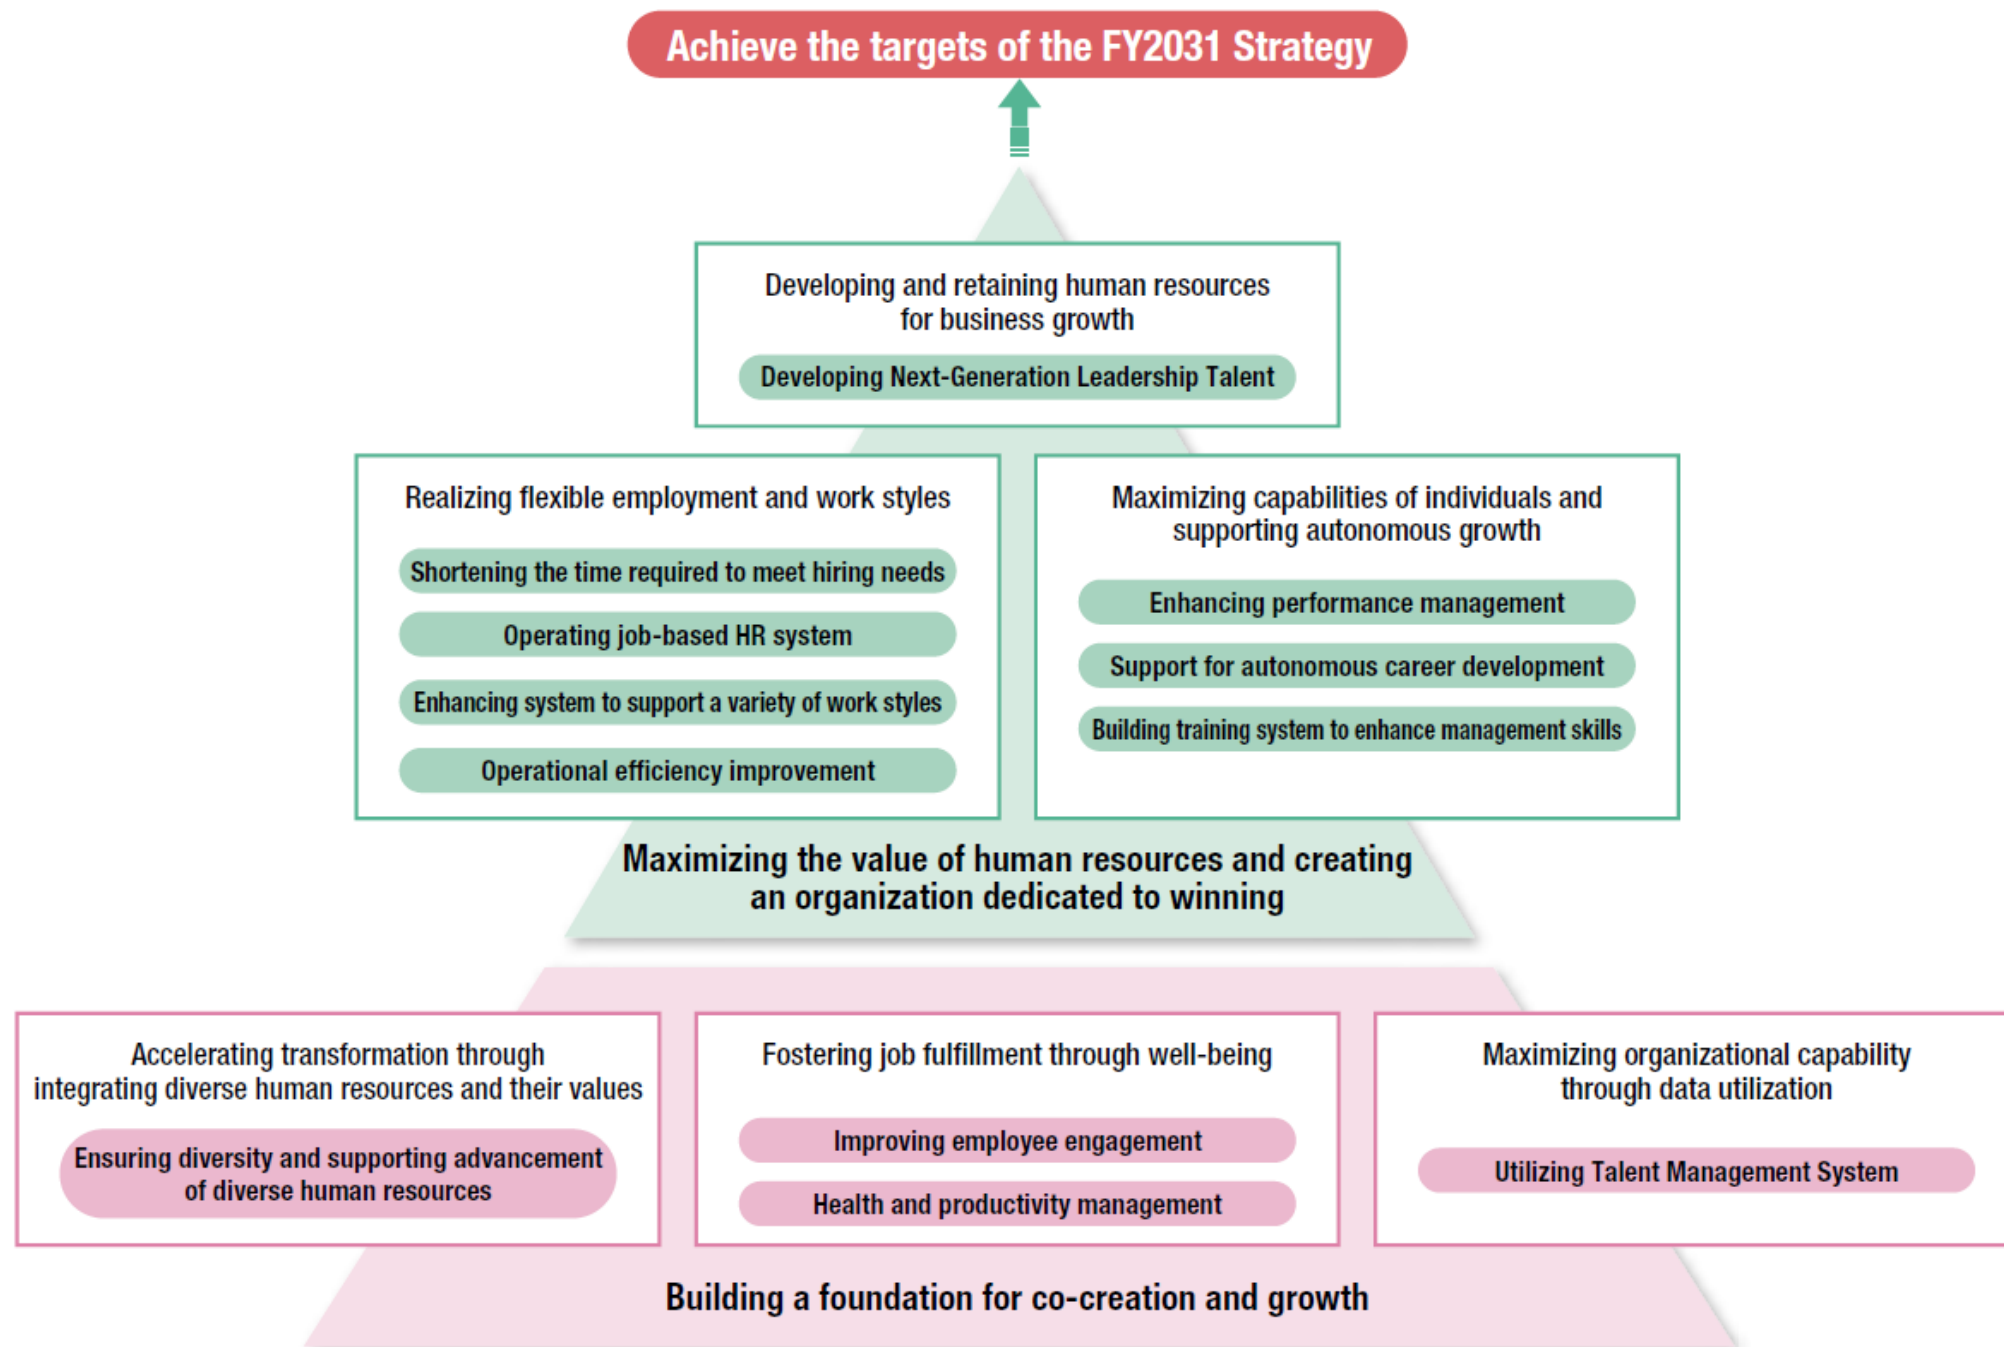 Achieve the targets of the FY2031 Strategy
Developing and retaining human resources
for business growth
Developing Next-Generation Leadership Talent
Realizing flexible employment and work styles
Shortening the time required to meet hiring needs
Operating job-based HR system
Enhancing system to support a variety of work styles
Operational efficiency improvement
Maximizing capabilities of individuals and
supporting autonomous growth
Enhancing performance management
Support for autonomous career development
Building training system to enhance management skills
Maximizing the value of human resources and creating
an organization dedicated to winning
Accelerating transformation through
integrating diverse human resources and their values
Ensuring diversity and supporting advancement
of diverse human resources
Fostering job fulfillment through well-being
Improving employee engagement
Health and productivity management
Maximizing organizational capability
through data utilization
Utilizing Talent Management System
Building a foundation for co-creation and growth